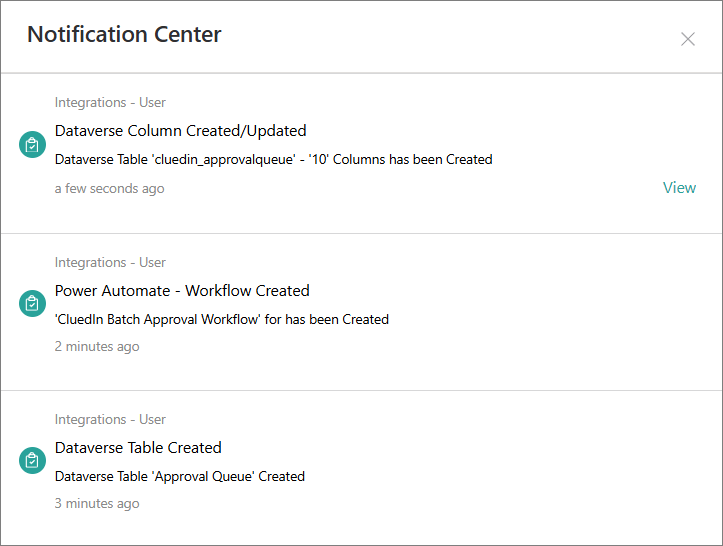 Notification Center
Integrations - User
Dataverse Column Created/Updated
Dataverse Table 'cluedin_approvalqueue' - '10' Columns has been Created
a few seconds ago
View
Integrations - User
Power Automate - Workflow Created
'CluedIn Batch Approval Workflow' for has been Created
2 minutes ago
Integrations - User
Dataverse Table Created
Dataverse Table 'Approval Queue' Created
3 minutes ago